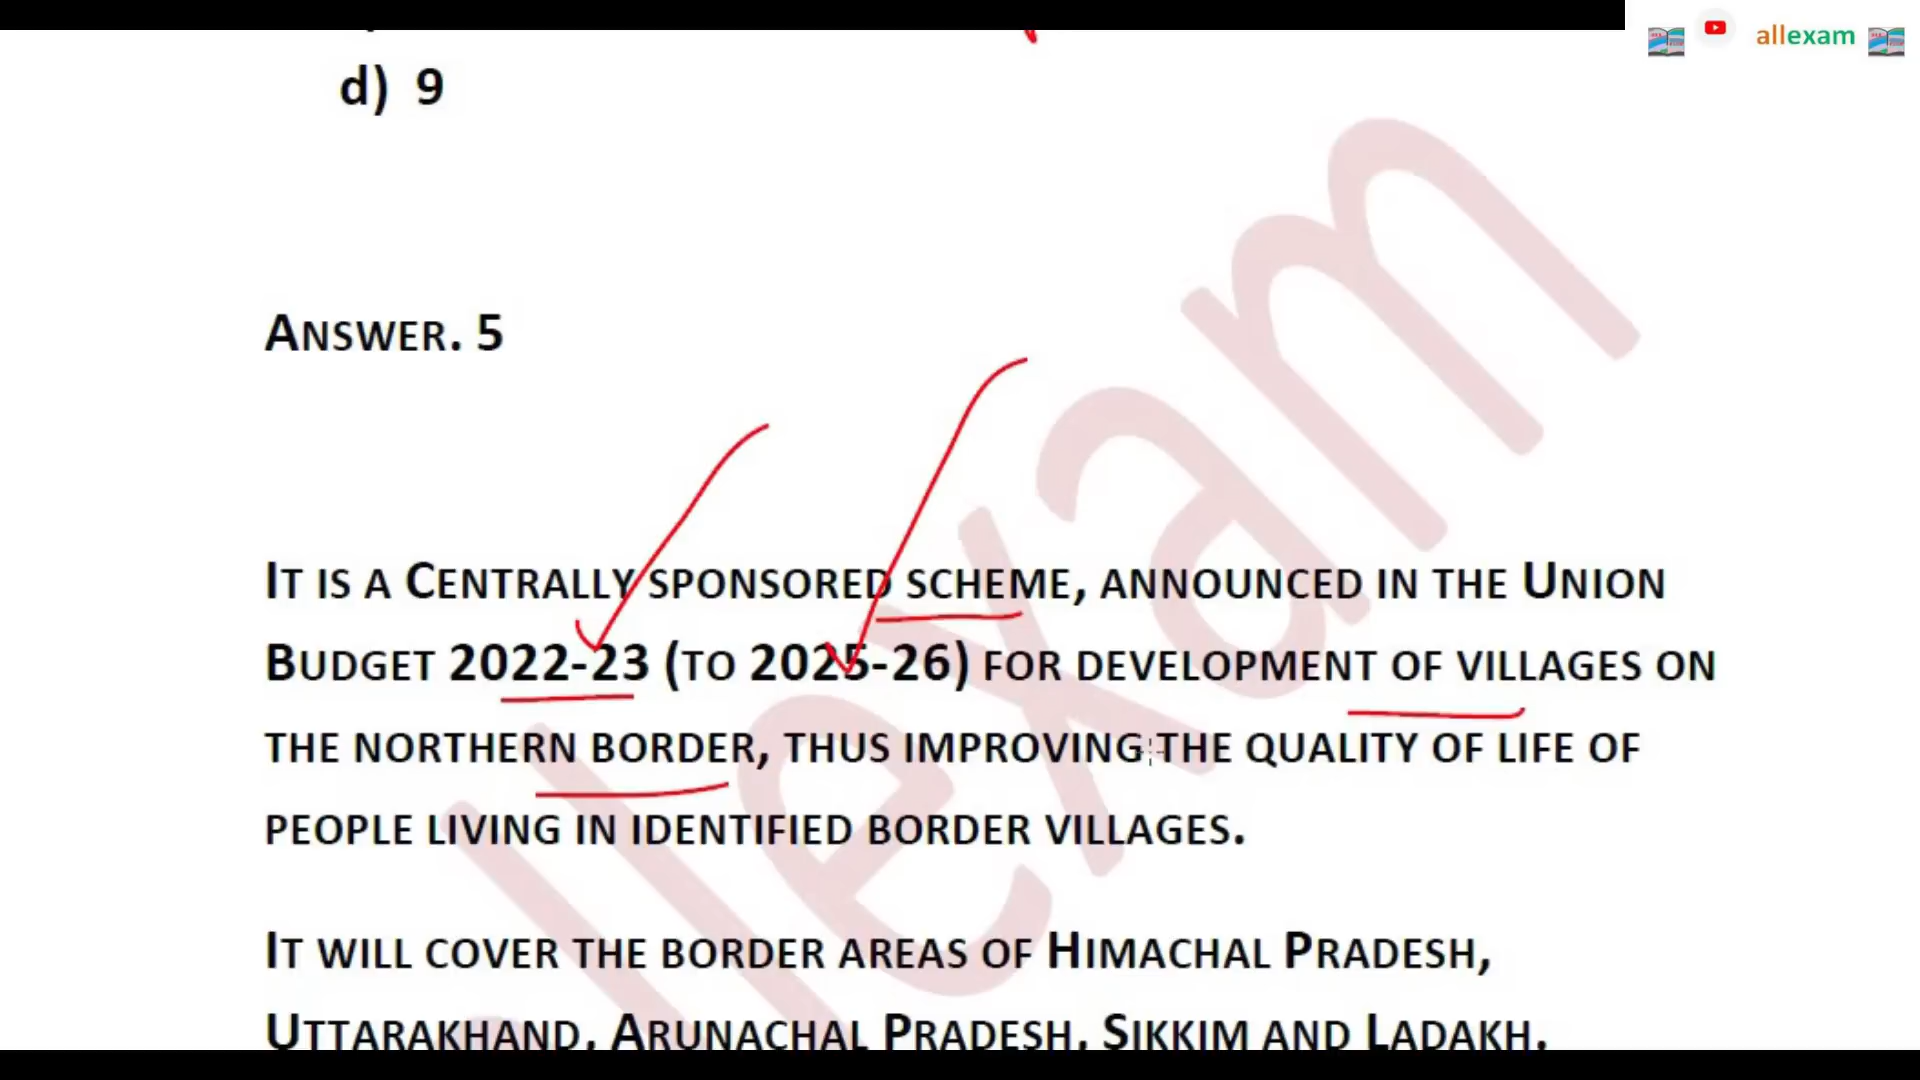 allexam
d) 9
ANSWER. 5
IT IS A CENTRALLY SPONSORED SCHEME, ANNOUNCED IN THE UNION
BUDGET 2022-23 (TO 2025-26) FOR DEVELOPMENT OF VILLAGES ON
THE NORTHERN BORDER, THUS IMPROVING THE QUALITY OF LIFE OF
PEOPLE LIVING IN IDENTIFIED BORDER VILLAGES.
IT WILL COVER THE BORDER AREAS OF HIMACHAL PRADESH,
UTTARAKHAND, ARUNACHAL PRADESH, SIKKIM AND LADAKH.
llexam